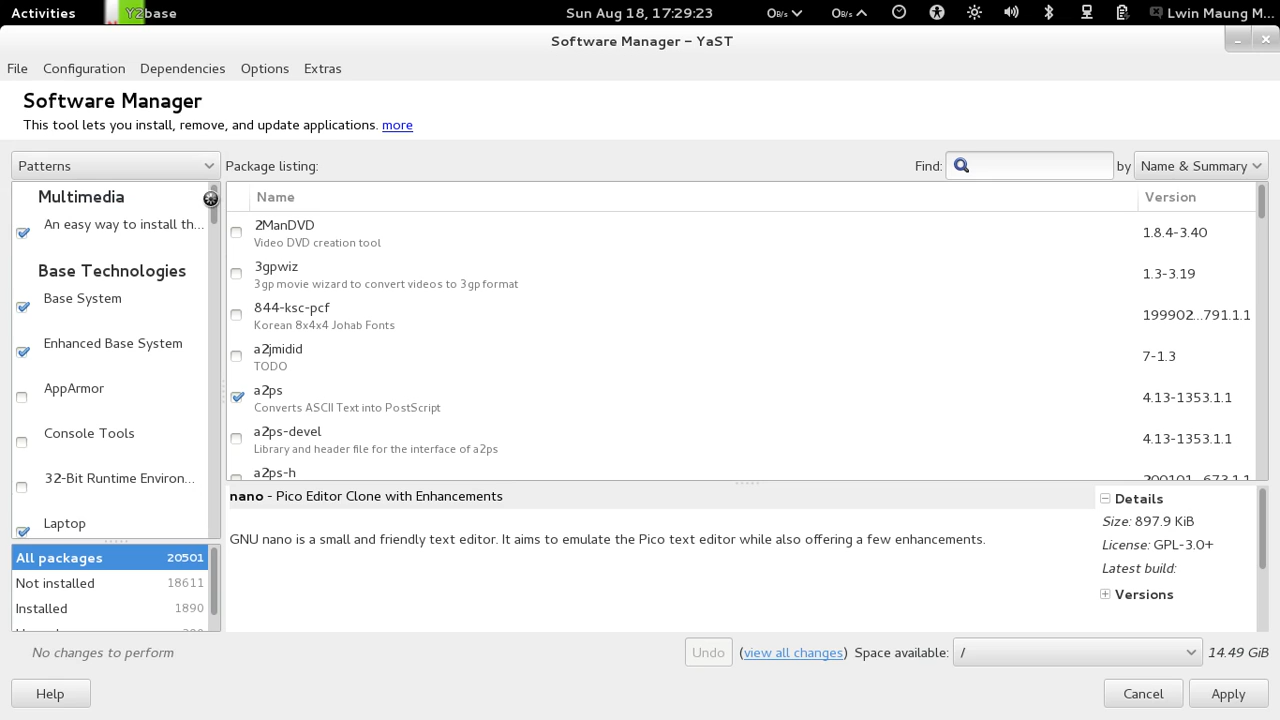 Activities
Y2base
Sun Aug 18, 17:29:23
0B/s
0B/s
Lwin Maung M...
Software Manager - YaST
File Configuration Dependencies Options Extras
Software Manager
This tool lets you install, remove, and update applications. more
Patterns
Package listing:
Find:
by
Name & Summary
Multimedia
An easy way to install th...
Base Technologies
Base System
Enhanced Base System
AppArmor
Console Tools
32-Bit Runtime Environ...
Laptop
All packages 20501
Not installed 18611
Installed 1890
Name Version
2ManDVD 1.8.4-3.40
Video DVD creation tool
3gpwiz 1.3-3.19
3gp movie wizard to convert videos to 3gp format
844-ksc-pcf 199902...791.1.1
Korean 8x4x4 Johab Fonts
a2jmidid 7-1.3
TODO
a2ps 4.13-1353.1.1
Converts ASCII Text into PostScript
a2ps-devel 4.13-1353.1.1
Library and header file for the interface of a2ps
a2ps-h 200101...673.1.1
nano - Pico Editor Clone with Enhancements
GNU nano is a small and friendly text editor. It aims to emulate the Pico text editor while also offering a few enhancements.
Details
Size: 897.9 KiB
License: GPL-3.0+
Latest build:
Versions
No changes to perform
Undo
(view all changes)
Space available:
/
14.49 GiB
Help
Cancel
Apply